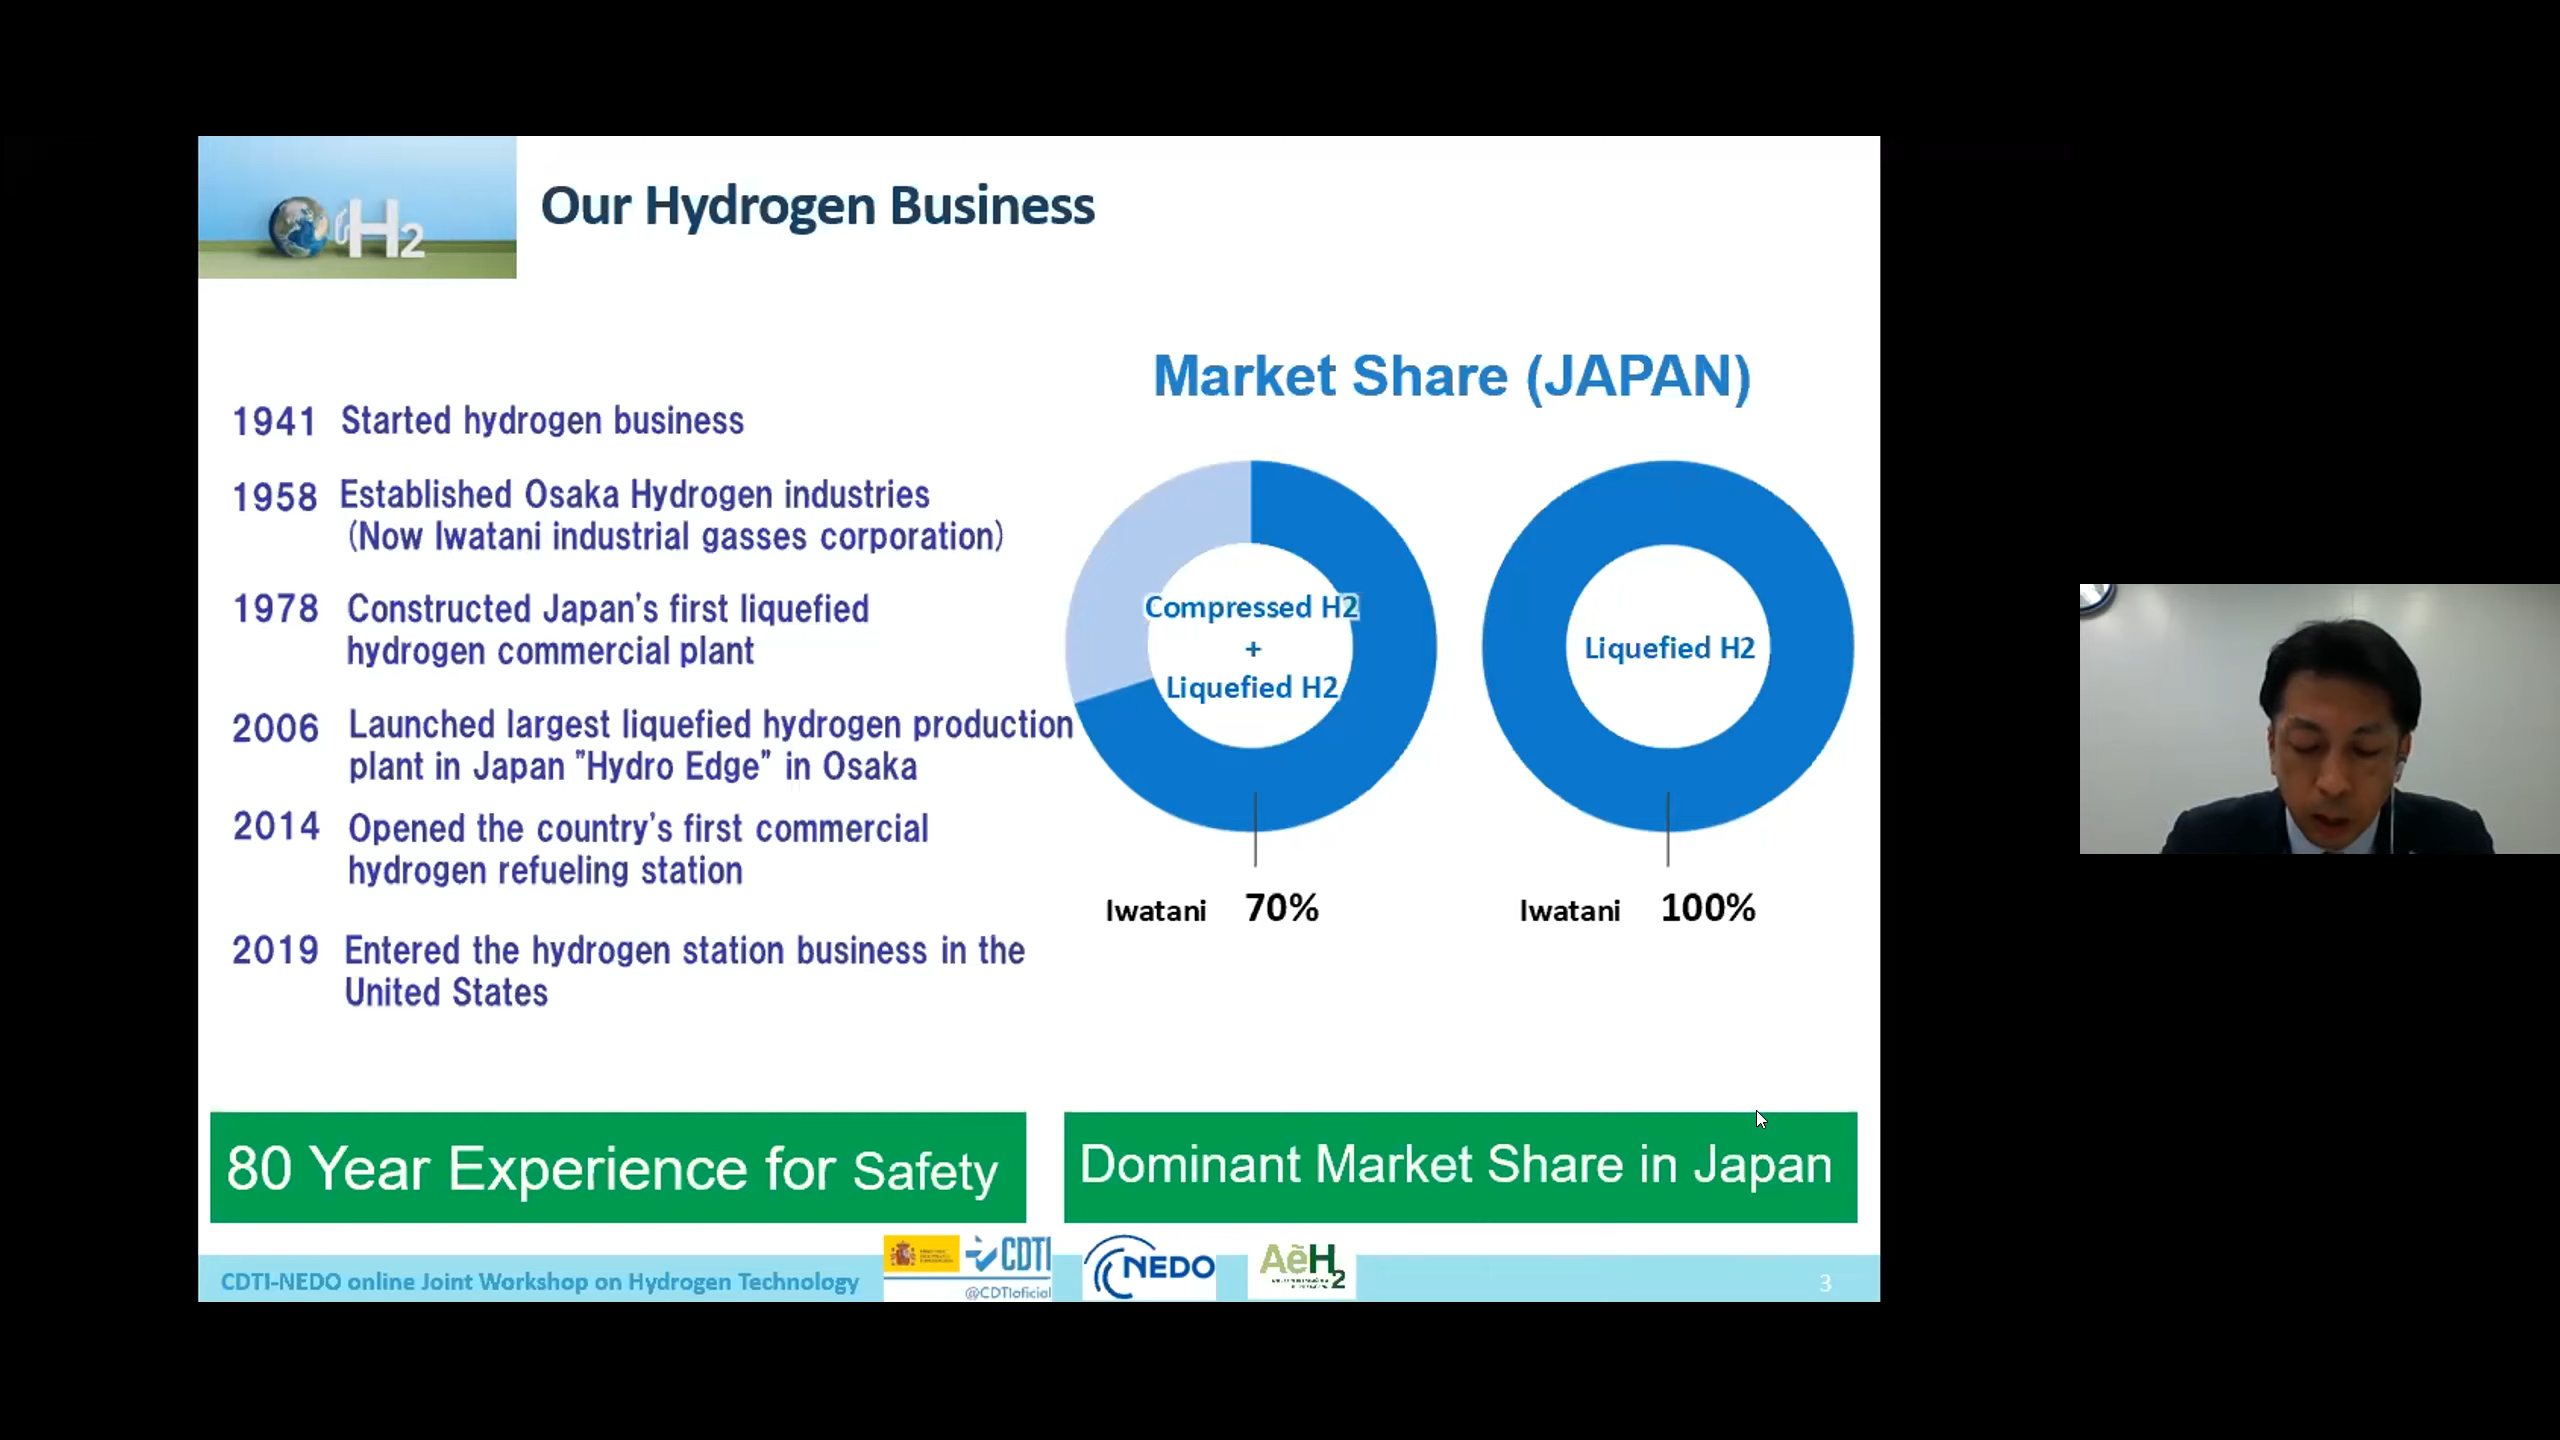 H2
Our Hydrogen Business
1941 Started hydrogen business
1958 Established Osaka Hydrogen industries
(Now Iwatani industrial gasses corporation)
1978 Constructed Japan's first liquefied
hydrogen commercial plant
2006 Launched largest liquefied hydrogen production
plant in Japan "Hydro Edge" in Osaka
2014 Opened the country's first commercial
hydrogen refueling station
2019 Entered the hydrogen station business in the
United States
Market Share (JAPAN)
Compressed H2
+
Liquefied H2
Iwatani 70%
Liquefied H2
Iwatani 100%
80 Year Experience for Safety
Dominant Market Share in Japan
CDTI-NEDO online Joint Workshop on Hydrogen Technology
CDTI
@CDTIoficial
NEDO
AeH2
3